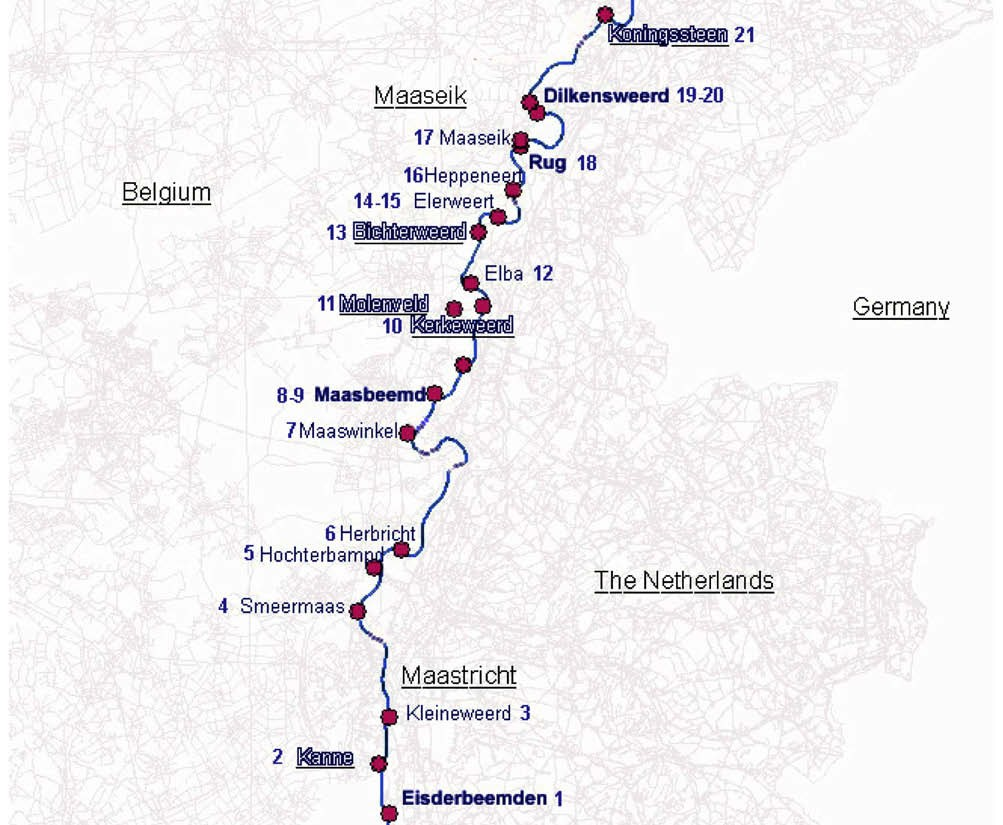 Koningssteen 21
Maaseik
Dilkensweerd 19-20
17 Maaseik
Rug 18
16 Heppeneert
Belgium
14-15 Elerweert
13 Bichterweerd
Elba 12
11 Molenveld
Germany
10 Kerkeweerd
8-9 Maasbeemd
7 Maaswinkel
6 Herbricht
5 Hochterbampd
The Netherlands
4 Smeermaas
Maastricht
Kleineweerd 3
2 Kanne
Eisderbeemden 1